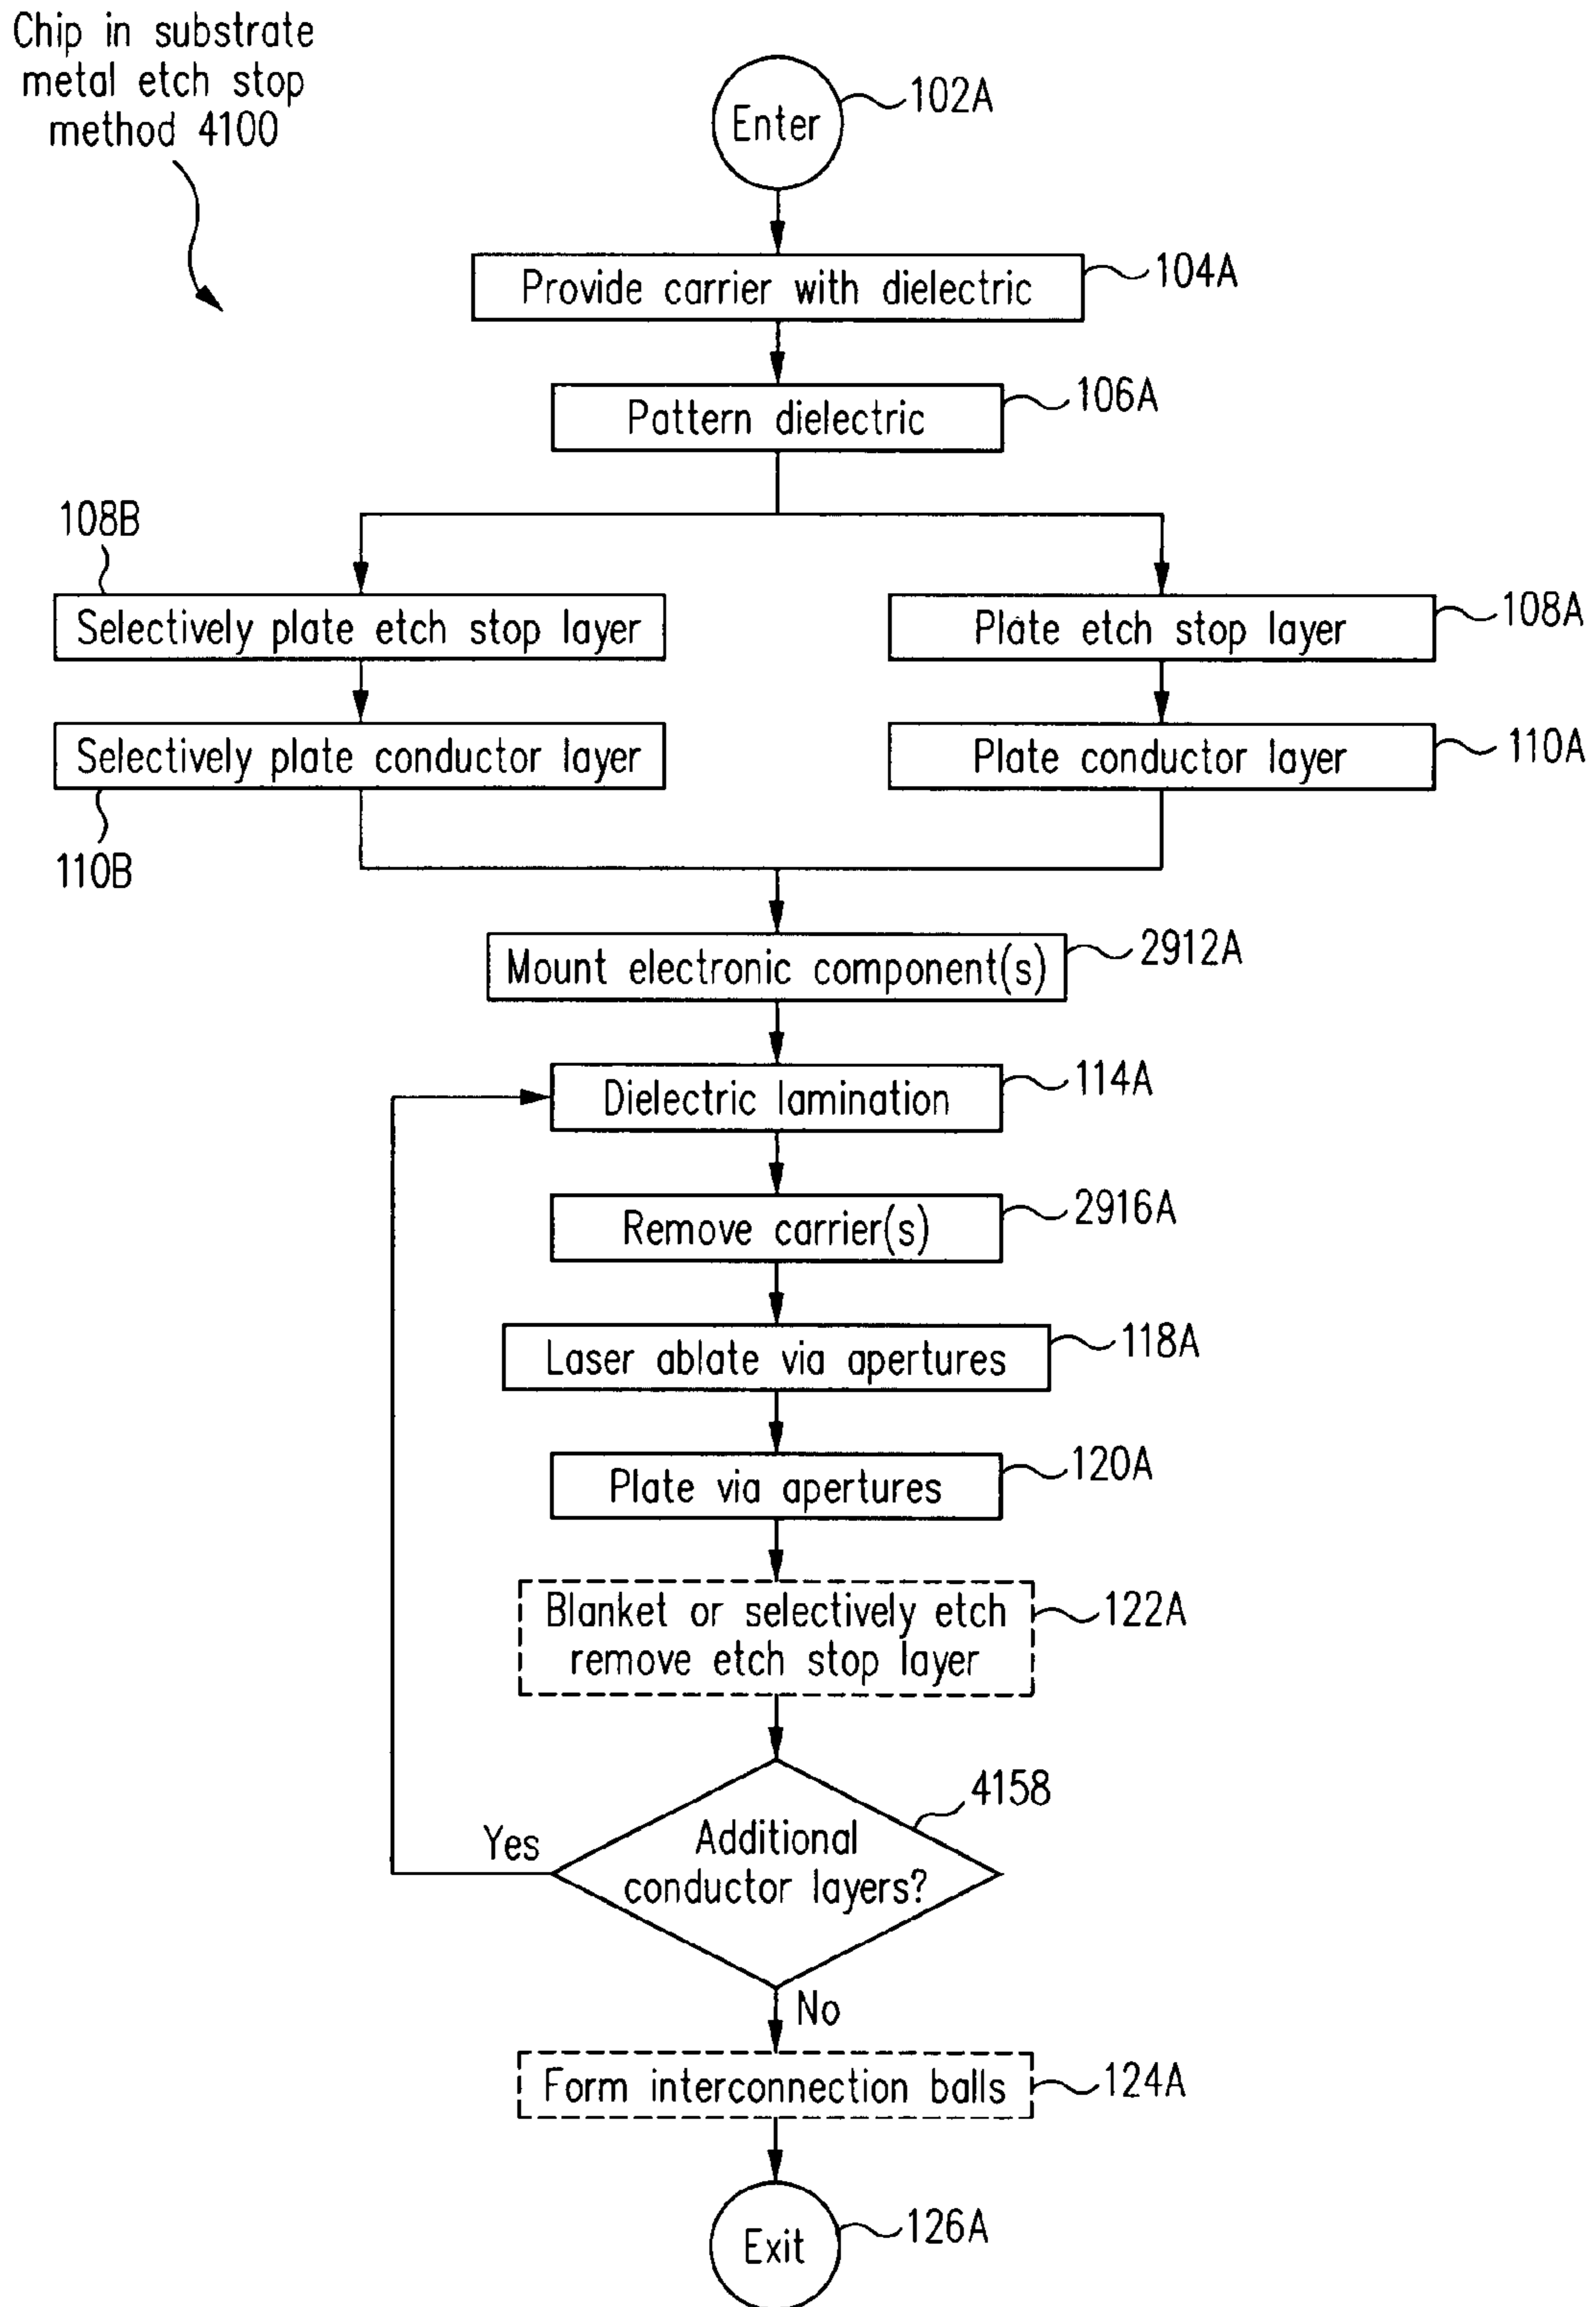 Chip in substrate
metal etch stop
method 4100
Enter
102A
Provide carrier with dielectric
104A
Pattern dielectric
106A
108B
Selectively plate etch stop layer
Plate etch stop layer
108A
Selectively plate conductor layer
Plate conductor layer
110A
110B
Mount electronic component(s)
2912A
Dielectric lamination
114A
Remove carrier(s)
2916A
Laser ablate via apertures
118A
Plate via apertures
120A
Blanket or selectively etch
remove etch stop layer
122A
4158
Yes
Additional
conductor layers?
No
Form interconnection balls
124A
Exit
126A